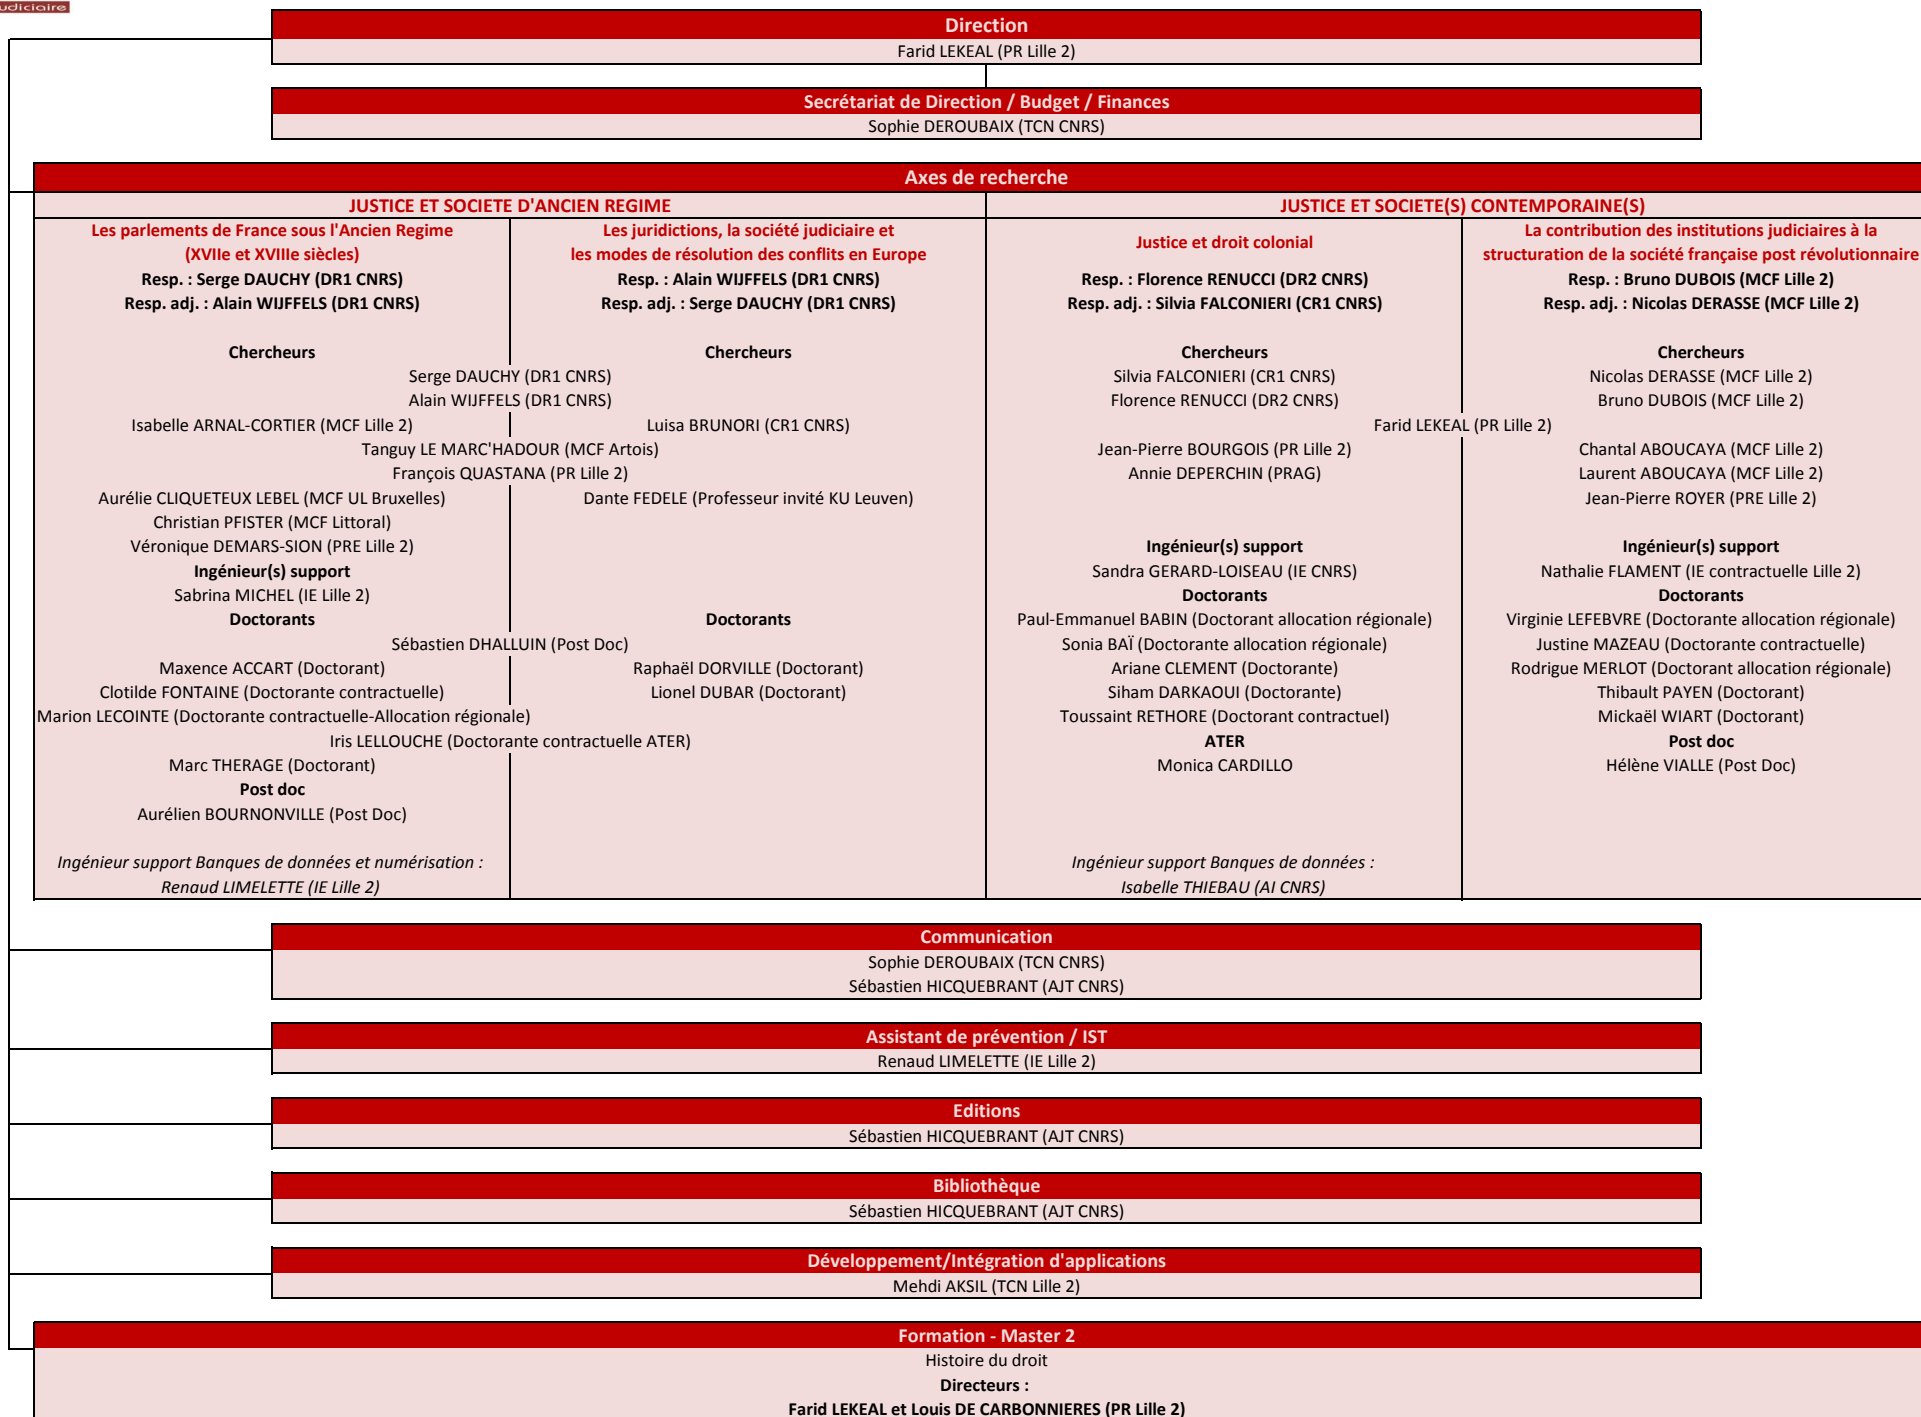 udiciaire
Direction
Farid LEKEAL (PR Lille 2)
Secrétariat de Direction / Budget / Finances
Sophie DEROUBAIX (TCN CNRS)
Axes de recherche
JUSTICE ET SOCIETE D'ANCIEN REGIME
Les parlements de France sous l'Ancien Regime
(XVIIe et XVIIIe siècles)
Resp. : Serge DAUCHY (DR1 CNRS)
Resp. adj. : Alain WIJFFELS (DR1 CNRS)
Les juridictions, la société judiciaire et
les modes de résolution des conflits en Europe
Resp. : Alain WIJFFELS (DR1 CNRS)
Resp. adj. : Serge DAUCHY (DR1 CNRS)
Chercheurs Chercheurs
Serge DAUCHY (DR1 CNRS)
Alain WIJFFELS (DR1 CNRS)
Isabelle ARNAL-CORTIER (MCF Lille 2) Luisa BRUNORI (CR1 CNRS)
Tanguy LE MARC'HADOUR (MCF Artois)
François QUASTANA (PR Lille 2)
Aurélie CLIQUETEUX LEBEL (MCF UL Bruxelles) Dante FEDELE (Professeur invité KU Leuven)
Christian PFISTER (MCF Littoral)
Véronique DEMARS-SION (PRE Lille 2)
Ingénieur(s) support
Sabrina MICHEL (IE Lille 2)
Doctorants Doctorants
Sébastien DHALLUIN (Post Doc)
Maxence ACCART (Doctorant) Raphaël DORVILLE (Doctorant)
Clotilde FONTAINE (Doctorante contractuelle) Lionel DUBAR (Doctorant)
Marion LECOINTE (Doctorante contractuelle-Allocation régionale)
Iris LELLOUCHE (Doctorante contractuelle ATER)
Marc THERAGE (Doctorant)
Post doc
Aurélien BOURNONVILLE (Post Doc)
Ingénieur support Banques de données et numérisation :
Renaud LIMELETTE (IE Lille 2)
JUSTICE ET SOCIETE(S) CONTEMPORAINE(S)
Justice et droit colonial
Resp. : Florence RENUCCI (DR2 CNRS)
Resp. adj. : Silvia FALCONIERI (CR1 CNRS)
La contribution des institutions judiciaires à la
structuration de la société française post révolutionnaire
Resp. : Bruno DUBOIS (MCF Lille 2)
Resp. adj. : Nicolas DERASSE (MCF Lille 2)
Chercheurs Chercheurs
Silvia FALCONIERI (CR1 CNRS) Nicolas DERASSE (MCF Lille 2)
Florence RENUCCI (DR2 CNRS) Bruno DUBOIS (MCF Lille 2)
Farid LEKEAL (PR Lille 2)
Jean-Pierre BOURGOIS (PR Lille 2) Chantal ABOUCAYA (MCF Lille 2)
Annie DEPERCHIN (PRAG) Laurent ABOUCAYA (MCF Lille 2)
Jean-Pierre ROYER (PRE Lille 2)
Ingénieur(s) support Ingénieur(s) support
Sandra GERARD-LOISEAU (IE CNRS) Nathalie FLAMENT (IE contractuelle Lille 2)
Doctorants Doctorants
Paul-Emmanuel BABIN (Doctorant allocation régionale) Virginie LEFEBVRE (Doctorante allocation régionale)
Sonia BAÏ (Doctorante allocation régionale) Justine MAZEAU (Doctorante contractuelle)
Ariane CLEMENT (Doctorante) Rodrigue MERLOT (Doctorant allocation régionale)
Siham DARKAOUI (Doctorante) Thibault PAYEN (Doctorant)
Toussaint RETHORE (Doctorant contractuel) Mickaël WIART (Doctorant)
ATER Post doc
Monica CARDILLO Hélène VIALLE (Post Doc)
Ingénieur support Banques de données :
Isabelle THIEBAU (AI CNRS)
Communication
Sophie DEROUBAIX (TCN CNRS)
Sébastien HICQUEBRANT (AJT CNRS)
Assistant de prévention / IST
Renaud LIMELETTE (IE Lille 2)
Editions
Sébastien HICQUEBRANT (AJT CNRS)
Bibliothèque
Sébastien HICQUEBRANT (AJT CNRS)
Développement/Intégration d'applications
Mehdi AKSIL (TCN Lille 2)
Formation - Master 2
Histoire du droit
Directeurs :
Farid LEKEAL et Louis DE CARBONNIERES (PR Lille 2)